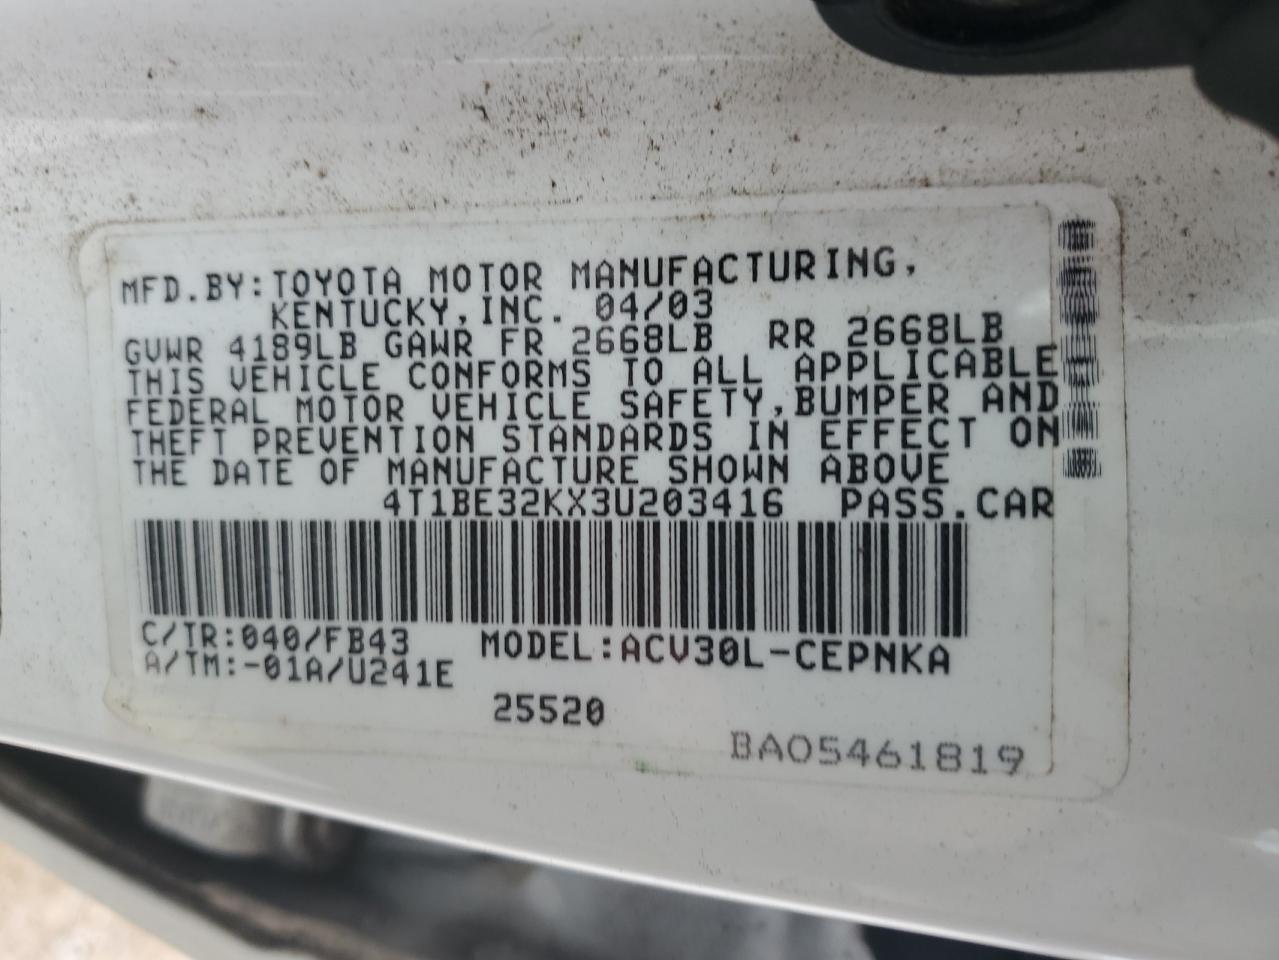 MFD.BY:TOYOTA MOTOR MANUFACTURING,
KENTUCKY,INC. 04/03
GVWR 4189LB GAWR FR 2668LB RR 2668LB
THIS VEHICLE CONFORMS TO ALL APPLICABLE
FEDERAL MOTOR VEHICLE SAFETY,BUMPER AND
THEFT PREVENTION STANDARDS IN EFFECT ON
THE DATE OF MANUFACTURE SHOWN ABOVE
4T1BE32KX3U203416 PASS.CAR
C/TR:040/FB43 MODEL:ACV30L-CEPNKA
A/TM:-01A/U241E
25520
BA05461819